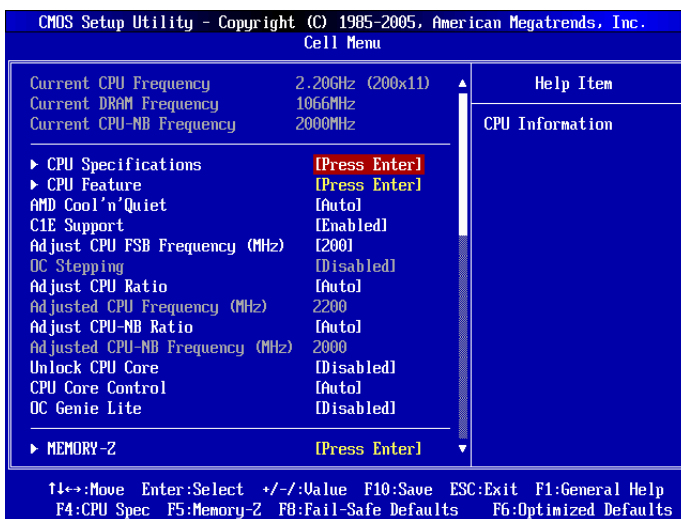 CMOS Setup Utility - Copyright (C) 1985-2005, American Megatrends, Inc.
Cell Menu
Current CPU Frequency 2.20GHz (200x11)
Current DRAM Frequency 1066MHz
Current CPU-NB Frequency 2000MHz
CPU Specifications [Press Enter]
CPU Feature [Press Enter]
AMD Cool'n'Quiet [Auto]
C1E Support [Enabled]
Adjust CPU FSB Frequency (MHz) [200]
OC Stepping [Disabled]
Adjust CPU Ratio [Auto]
Adjusted CPU Frequency (MHz) 2200
Adjust CPU-NB Ratio [Auto]
Adjusted CPU-NB Frequency (MHz) 2000
Unlock CPU Core [Disabled]
CPU Core Control [Auto]
OC Genie Lite [Disabled]
MEMORY-Z [Press Enter]
Help Item
CPU Information
↑↓←→:Move Enter:Select +/-/:Value F10:Save ESC:Exit F1:General Help
F4:CPU Spec F5:Memory-Z F8:Fail-Safe Defaults F6:Optimized Defaults